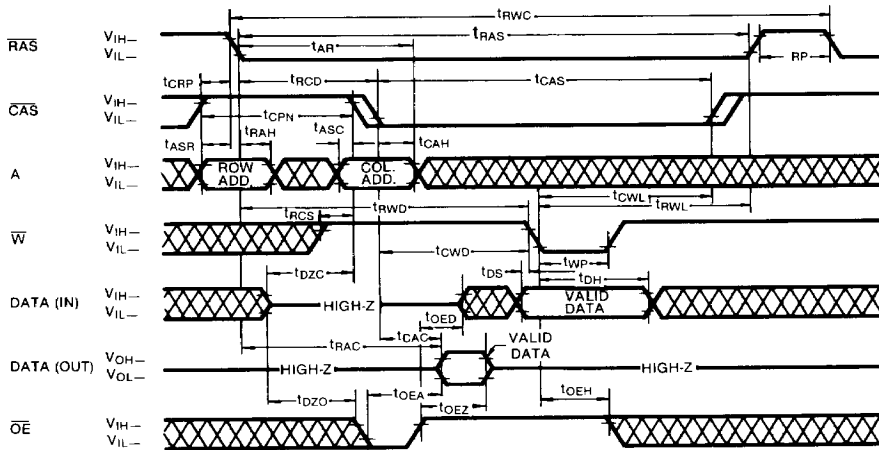 tRWC
RAS VIH— VIL— tAR tRAS RP
tCRP tRCD tCAS
CAS VIH— VIL— tCPN
tASR tRAH tASC tCAH
A VIH— VIL— ROW ADD. COL. ADD.
tCWL
tRWD tRWL
tRCS
W VIH— VIL— tCWD tWP
tDZC tDS tDH
DATA (IN) VIH— VIL— HIGH-Z VALID DATA
tOED
tCAC
tRAC VALID DATA
DATA (OUT) VOH— VOL— HIGH-Z HIGH-Z
tDZO tOEA tOEZ tOEH
OE VIH— VIL—